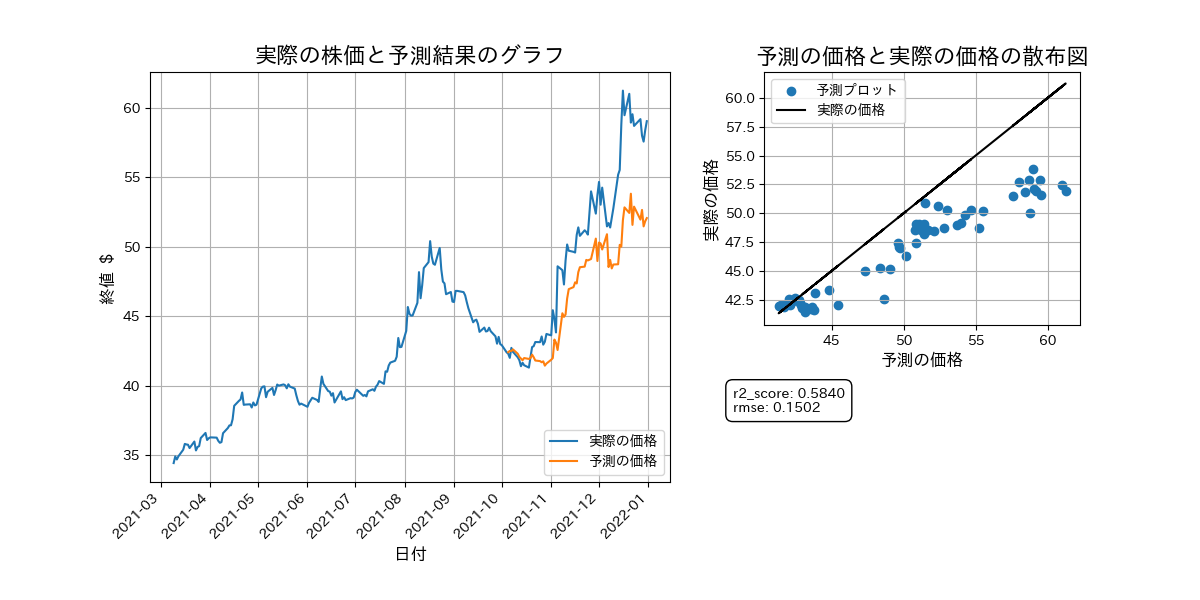 実際の株価と予測結果のグラフ
終値 $
60
55
50
45
40
35
2021-03
2021-04
2021-05
2021-06
2021-07
2021-08
2021-09
2021-10
2021-11
2021-12
2022-01
日付
実際の価格
予測の価格
予測の価格と実際の価格の散布図
実際の価格
60.0
57.5
55.0
52.5
50.0
47.5
45.0
42.5
45
50
55
60
予測の価格
予測プロット
実際の価格
r2_score: 0.5840
rmse: 0.1502